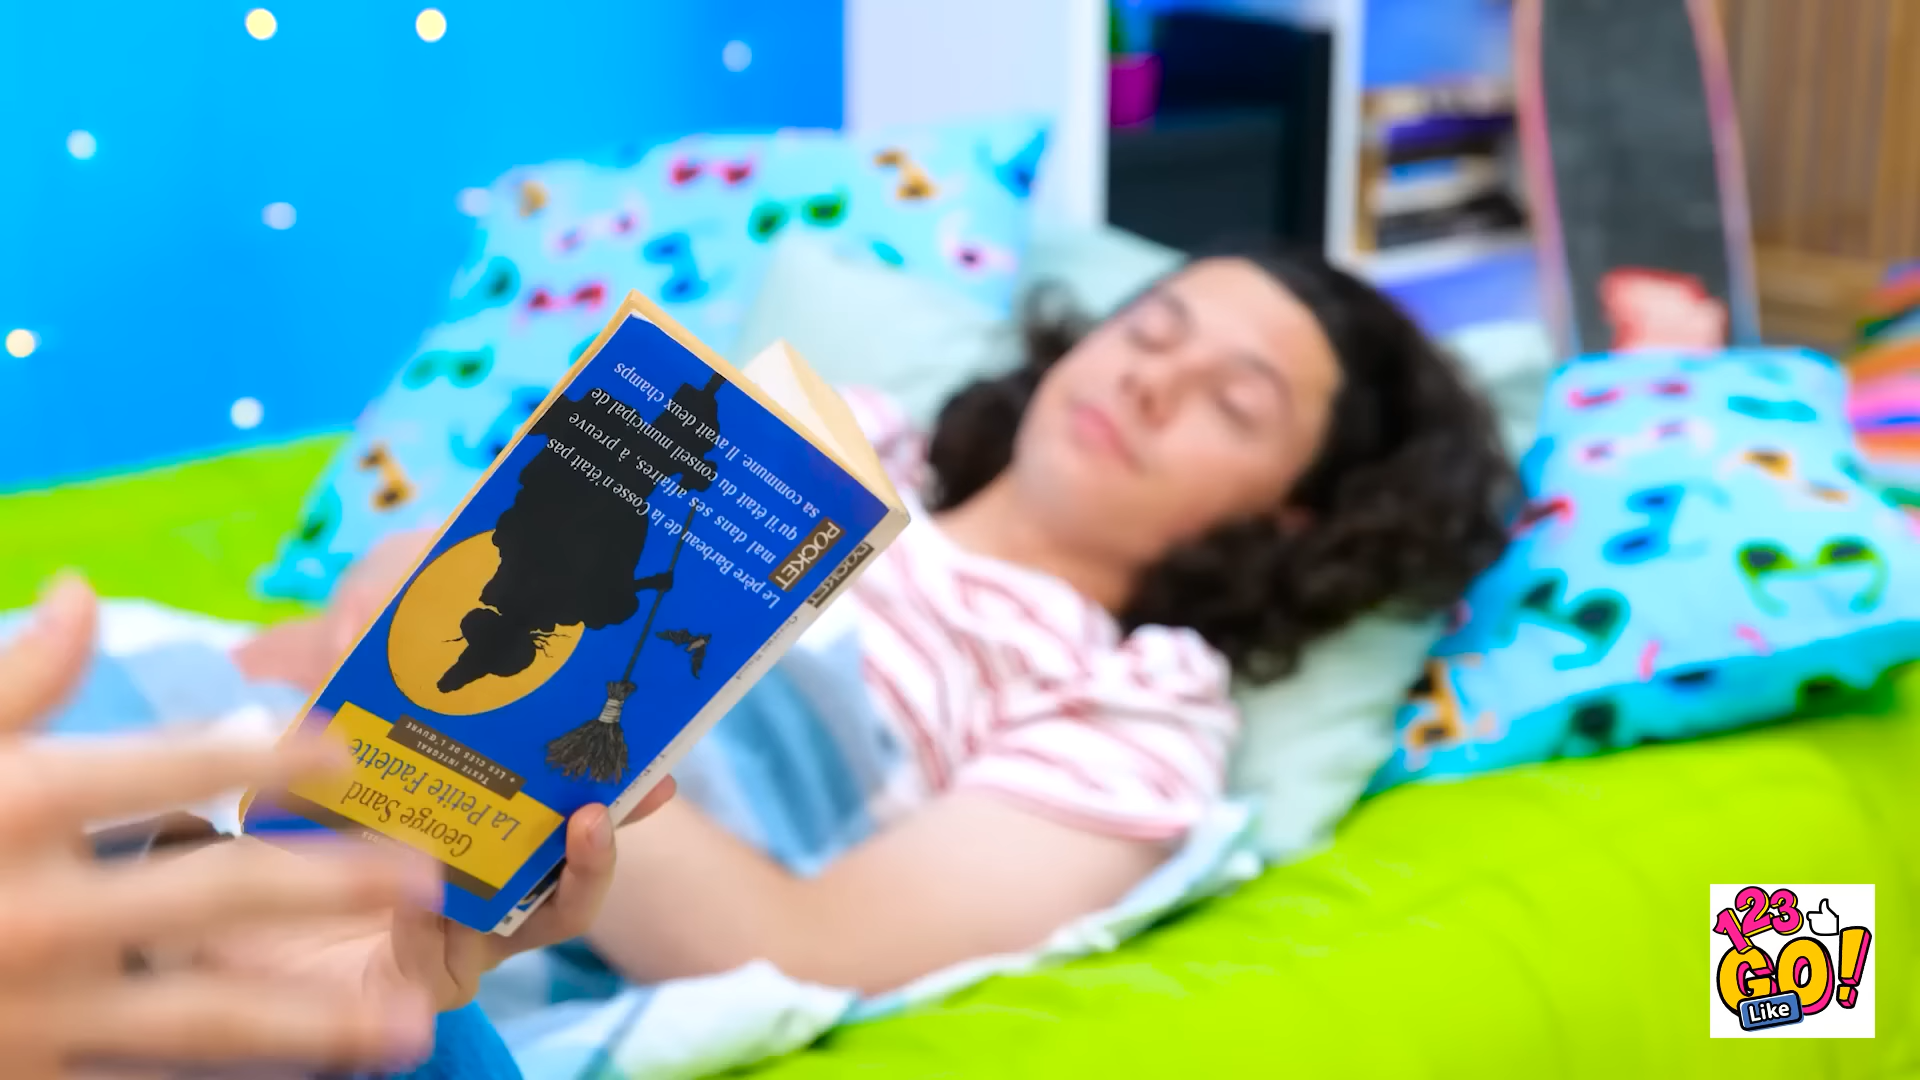 George Sand
La Petite Fadette
TEXTE INTÉGRAL
+ LES CLÉS DE L'ŒUVRE
Le père Barbeau de la Cosse n'était pas
mal dans ses affaires, à preuve
qu'il était du conseil municipal de
sa commune. Il avait deux champs
POCKET
POCKET
123
GO!
Like